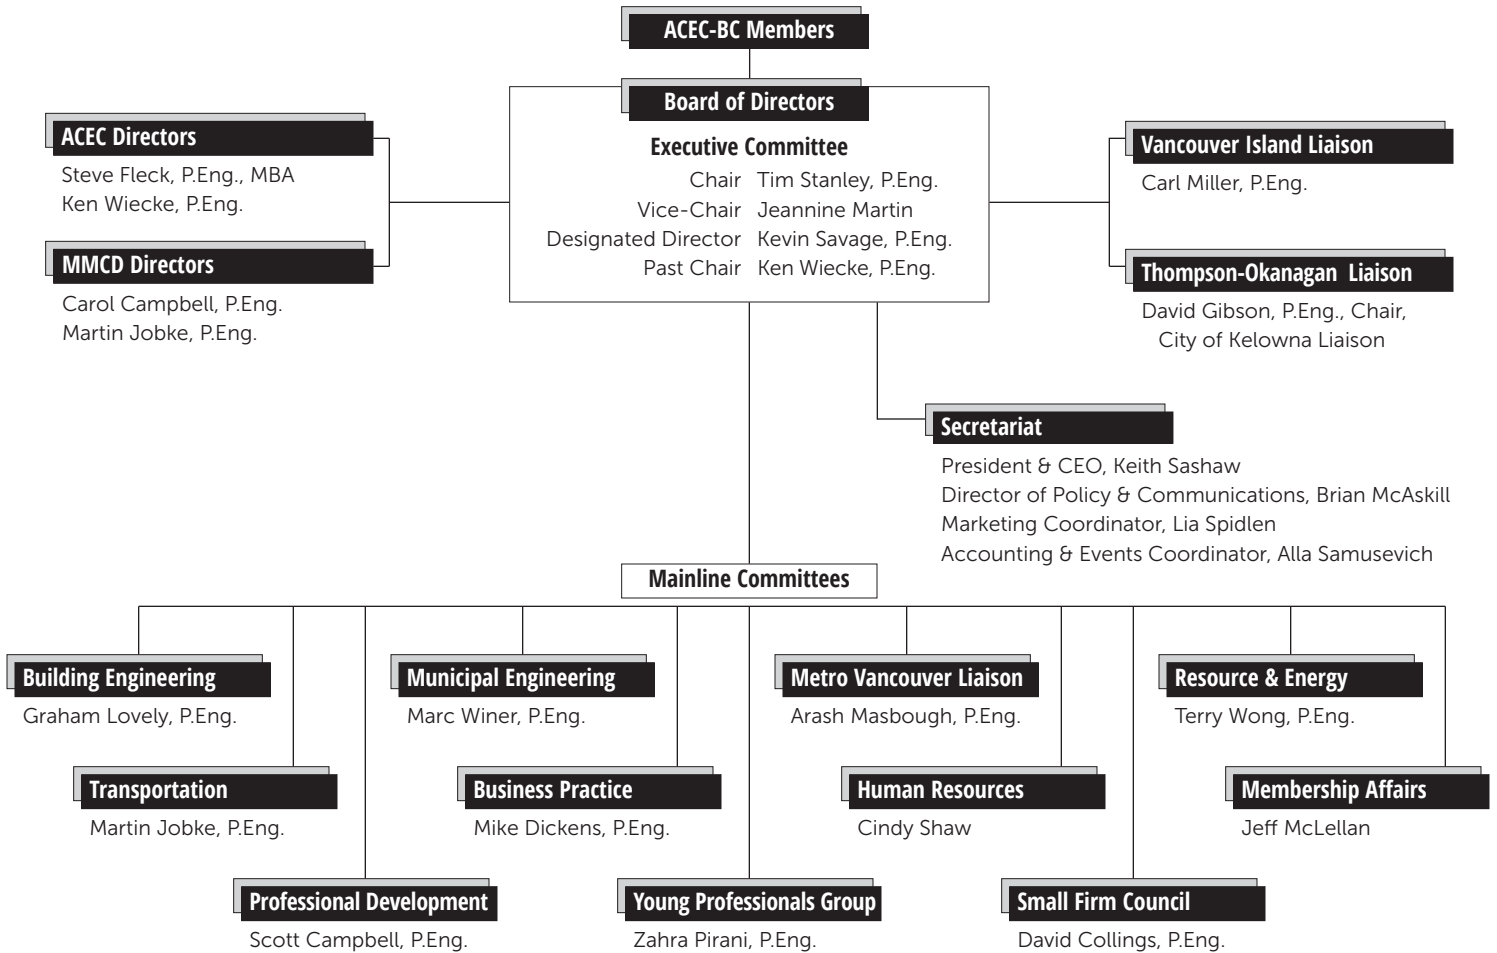 ACEC-BC Members
Board of Directors
Executive Committee
Chair Tim Stanley, P.Eng.
Vice-Chair Jeannine Martin
Designated Director Kevin Savage, P.Eng.
Past Chair Ken Wiecke, P.Eng.
ACEC Directors
Steve Fleck, P.Eng., MBA
Ken Wiecke, P.Eng.
MMCD Directors
Carol Campbell, P.Eng.
Martin Jobke, P.Eng.
Vancouver Island Liaison
Carl Miller, P.Eng.
Thompson-Okanagan Liaison
David Gibson, P.Eng., Chair,
City of Kelowna Liaison
Secretariat
President & CEO, Keith Sashaw
Director of Policy & Communications, Brian McAskill
Marketing Coordinator, Lia Spidlen
Accounting & Events Coordinator, Alla Samusevich
Mainline Committees
Building Engineering
Graham Lovely, P.Eng.
Municipal Engineering
Marc Winer, P.Eng.
Metro Vancouver Liaison
Arash Masbough, P.Eng.
Resource & Energy
Terry Wong, P.Eng.
Transportation
Martin Jobke, P.Eng.
Business Practice
Mike Dickens, P.Eng.
Human Resources
Cindy Shaw
Membership Affairs
Jeff McLellan
Professional Development
Scott Campbell, P.Eng.
Young Professionals Group
Zahra Pirani, P.Eng.
Small Firm Council
David Collings, P.Eng.